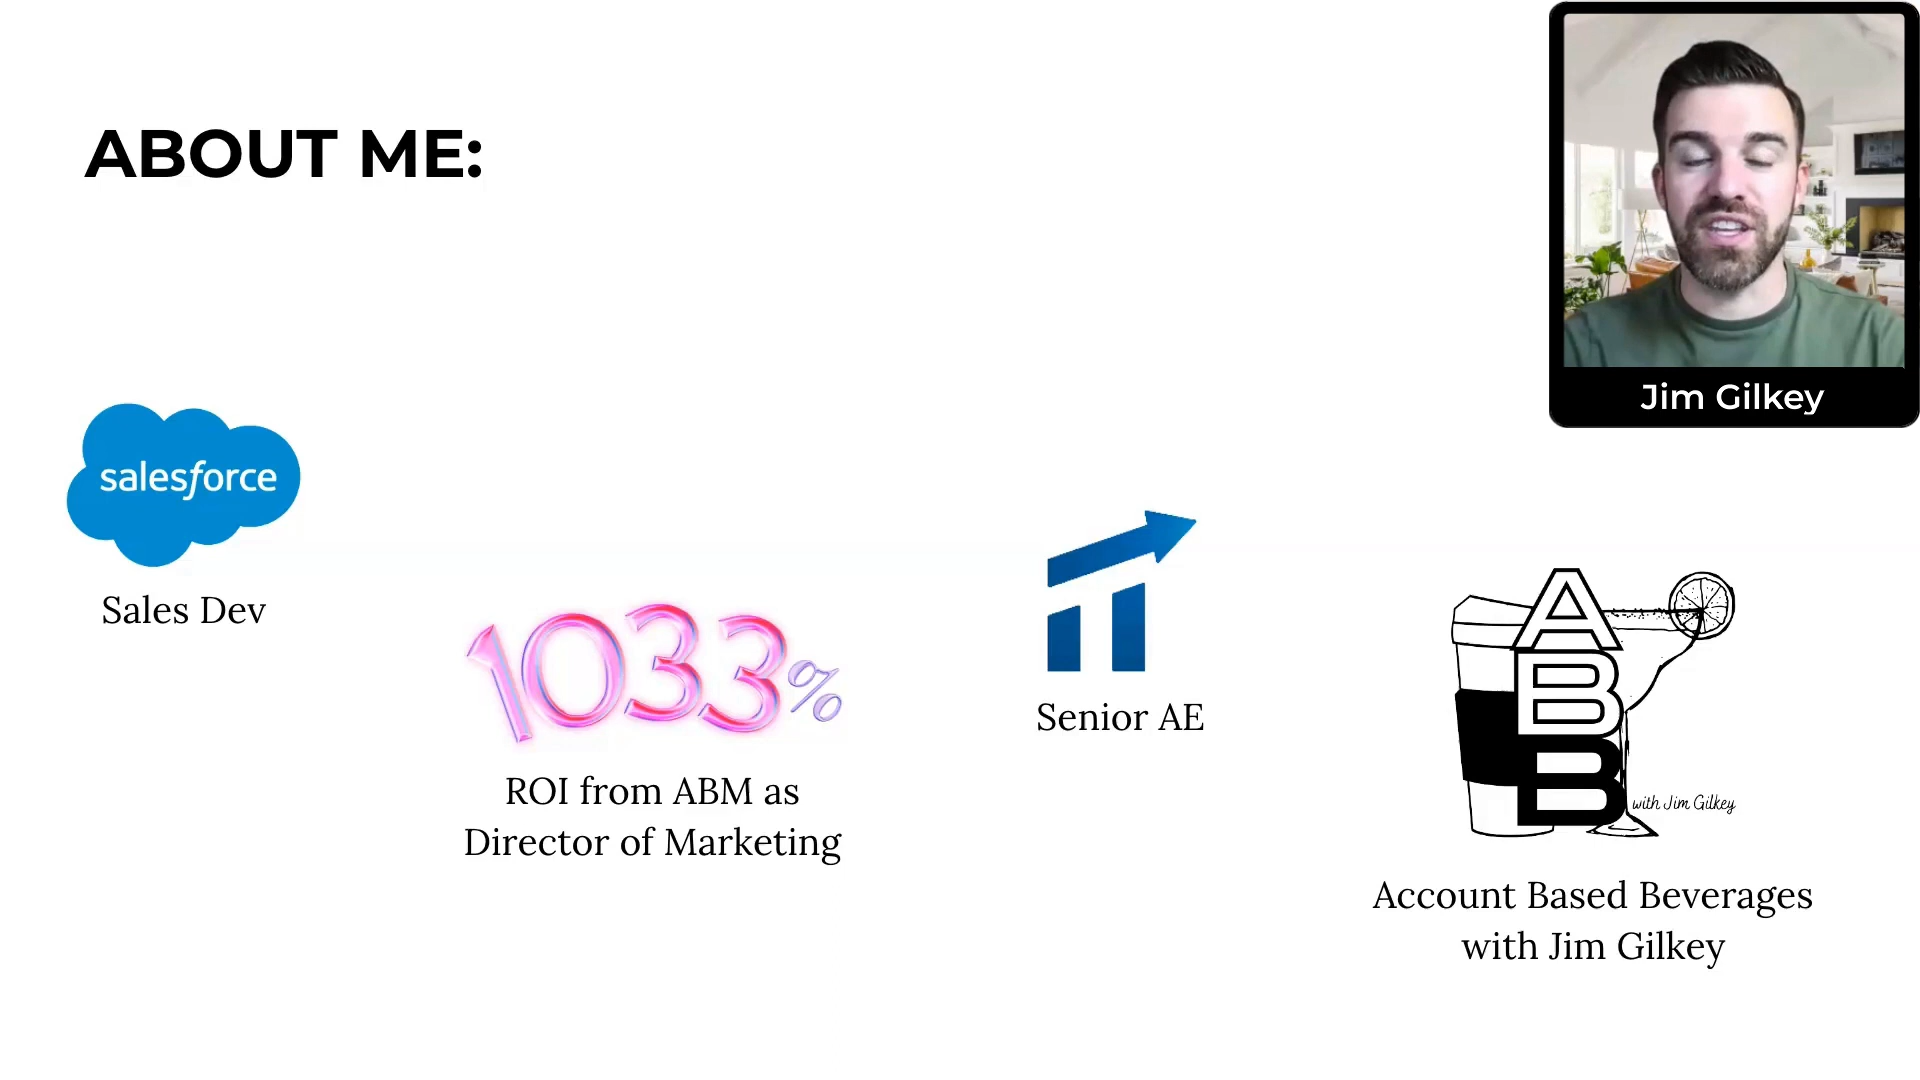 ABOUT ME:
Jim Gilkey
salesforce
Sales Dev
1033%
ROI from ABM as
Director of Marketing
Senior AE
A
B
B
with Jim Gilkey
Account Based Beverages
with Jim Gilkey